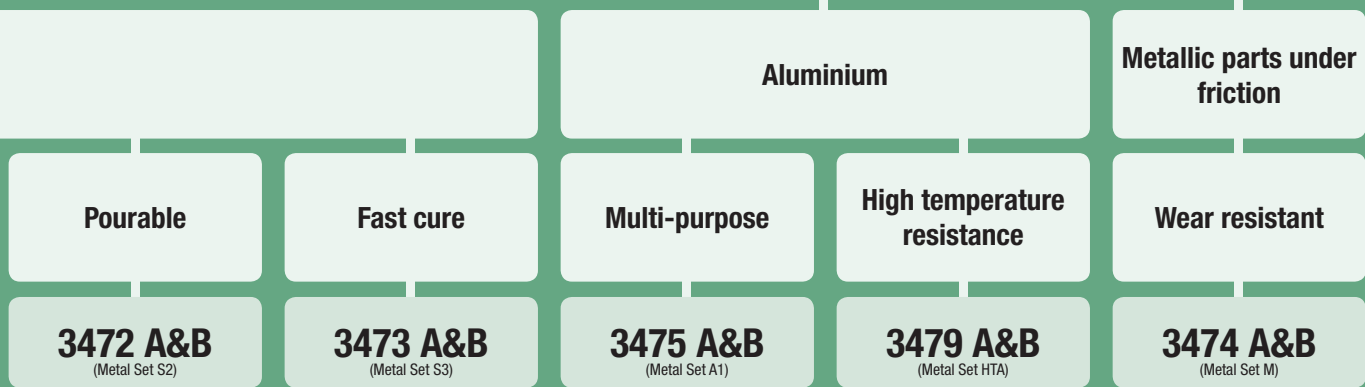 Aluminium
Metallic parts under
friction
Pourable
Fast cure
Multi-purpose
High temperature
resistance
Wear resistant
3472 A&B
(Metal Set S2)
3473 A&B
(Metal Set S3)
3475 A&B
(Metal Set A1)
3479 A&B
(Metal Set HTA)
3474 A&B
(Metal Set M)